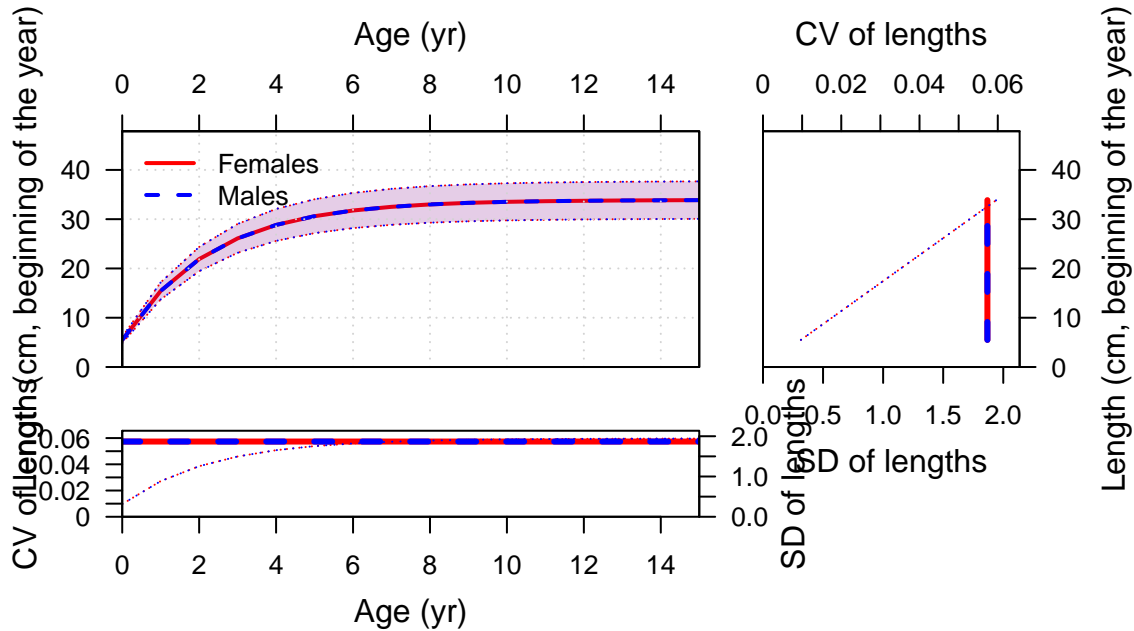 Age (yr)
0 2 4 6 8 10 12 14
Length (cm, beginning of the year)
0 10 20 30 40
Females
Males
CV of lengths
0 0.02 0.04 0.06
Length (cm, beginning of the year)
0 10 20 30 40
0.0 0.5 1.0 1.5 2.0
SD of lengths
CV of lengths
0 0.02 0.04 0.06
0.0 1.0 2.0
SD of lengths
0 2 4 6 8 10 12 14
Age (yr)